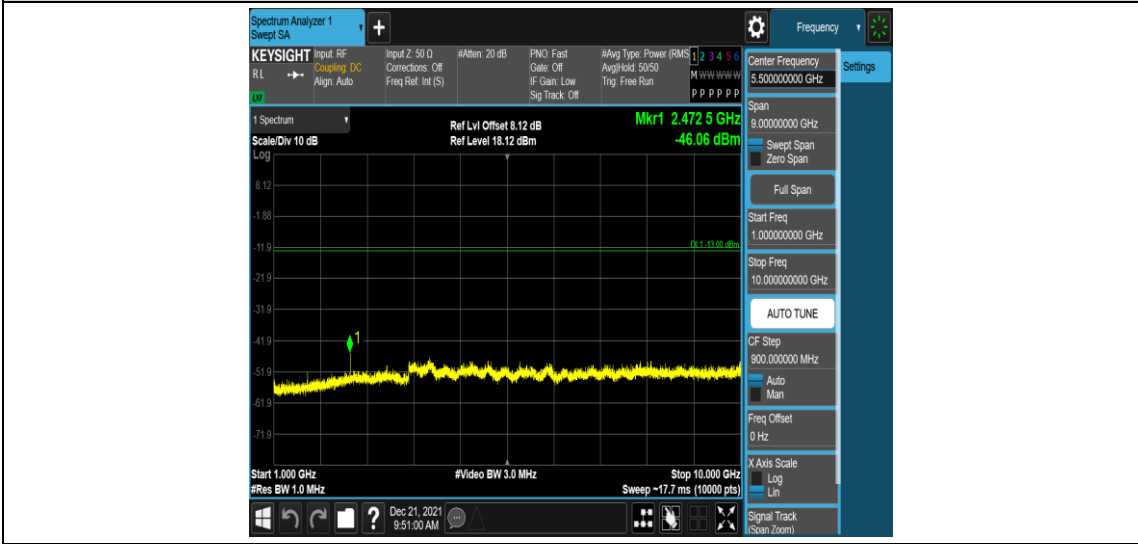 Spectrum Analyzer 1
Swept SA
+
Frequency
KEYSIGHT
RL
Input: RF
Coupling: DC
Align: Auto
Input Z: 50 Ω
Corrections: Off
Freq Ref: Int (S)
#Atten: 20 dB
PNO: Fast
Gate: Off
IF Gain: Low
Sig Track: Off
#Avg Type: Power (RMS
Avg|Hold: 50/50
Trig: Free Run
1 2 3 4 5 6
M W W W W W
P P P P P P
1 Spectrum
Scale/Div 10 dB
Log
Ref Lvl Offset 8.12 dB
Ref Level 18.12 dBm
Mkr1 2.472 5 GHz
-46.06 dBm
8.12
-1.88
-11.9
DL1 -13.00 dBm
-21.9
-31.9
-41.9
1
-51.9
-61.9
-71.9
Start 1.000 GHz
#Video BW 3.0 MHz
Stop 10.000 GHz
#Res BW 1.0 MHz
Sweep ~17.7 ms (10000 pts)
?
Dec 21, 2021
9:51:00 AM
Center Frequency
5.500000000 GHz
Settings
Span
9.00000000 GHz
Swept Span
Zero Span
Full Span
Start Freq
1.000000000 GHz
Stop Freq
10.000000000 GHz
AUTO TUNE
CF Step
900.000000 MHz
Auto
Man
Freq Offset
0 Hz
X Axis Scale
Log
Lin
Signal Track
(Span Zoom)